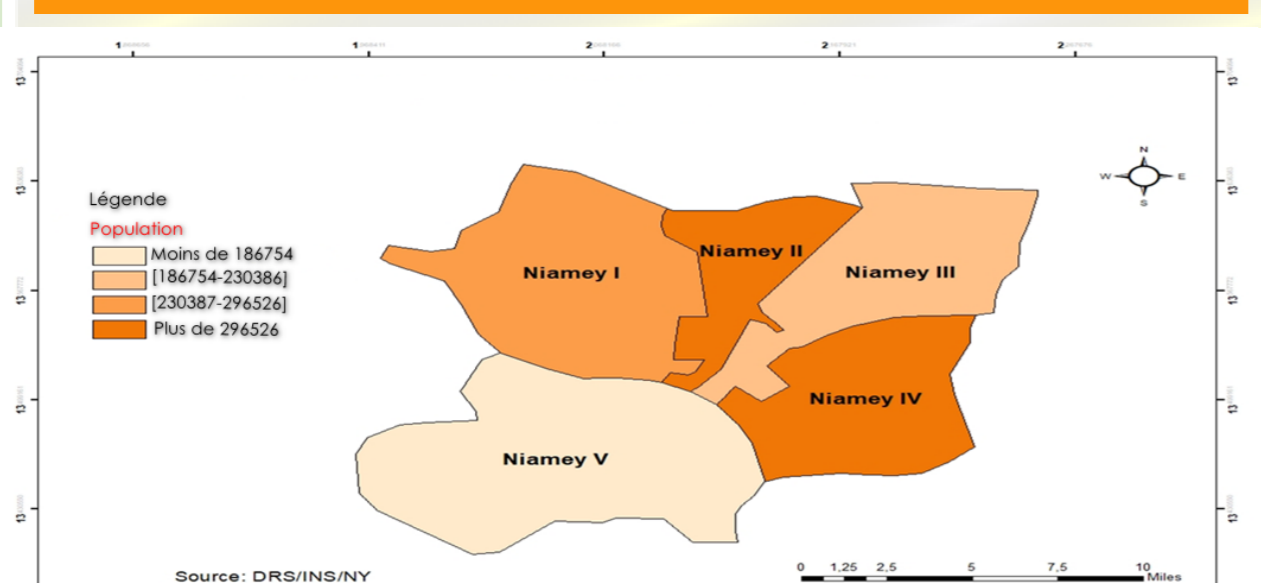 N
W E
S
Légende
Population
Moins de 186754
[186754-230386]
[230387-296526]
Plus de 296526
Niamey I
Niamey II
Niamey III
Niamey IV
Niamey V
Source: DRS/INS/NY
0 1,25 2,5 5 7,5 10
Miles